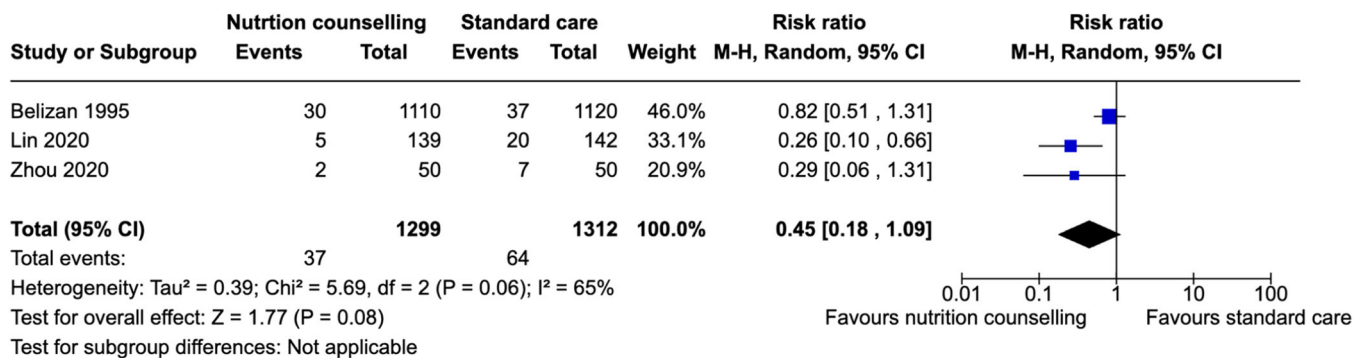 Nutrtion counselling Standard care Risk ratio Risk ratio
Study or Subgroup Events Total Events Total Weight M-H, Random, 95% CI M-H, Random, 95% CI
Belizan 1995 30 1110 37 1120 46.0% 0.82 [0.51 , 1.31]
Lin 2020 5 139 20 142 33.1% 0.26 [0.10 , 0.66]
Zhou 2020 2 50 7 50 20.9% 0.29 [0.06 , 1.31]
Total (95% CI) 1299 1312 100.0% 0.45 [0.18 , 1.09]
Total events: 37 64
Heterogeneity: Tau² = 0.39; Chi² = 5.69, df = 2 (P = 0.06); I² = 65%
0.01 0.1 1 10 100
Test for overall effect: Z = 1.77 (P = 0.08) Favours nutrition counselling Favours standard care
Test for subgroup differences: Not applicable